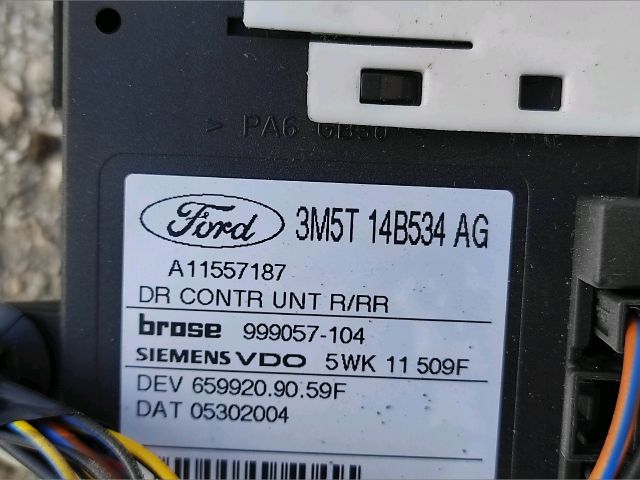 > PA6 GB30
Ford 3M5T 14B534 AG
A11557187
DR CONTR UNT R/RR
brose 999057-104
SIEMENS VDO 5WK 11 509F
DEV 659920.90.59F
DAT 05302004